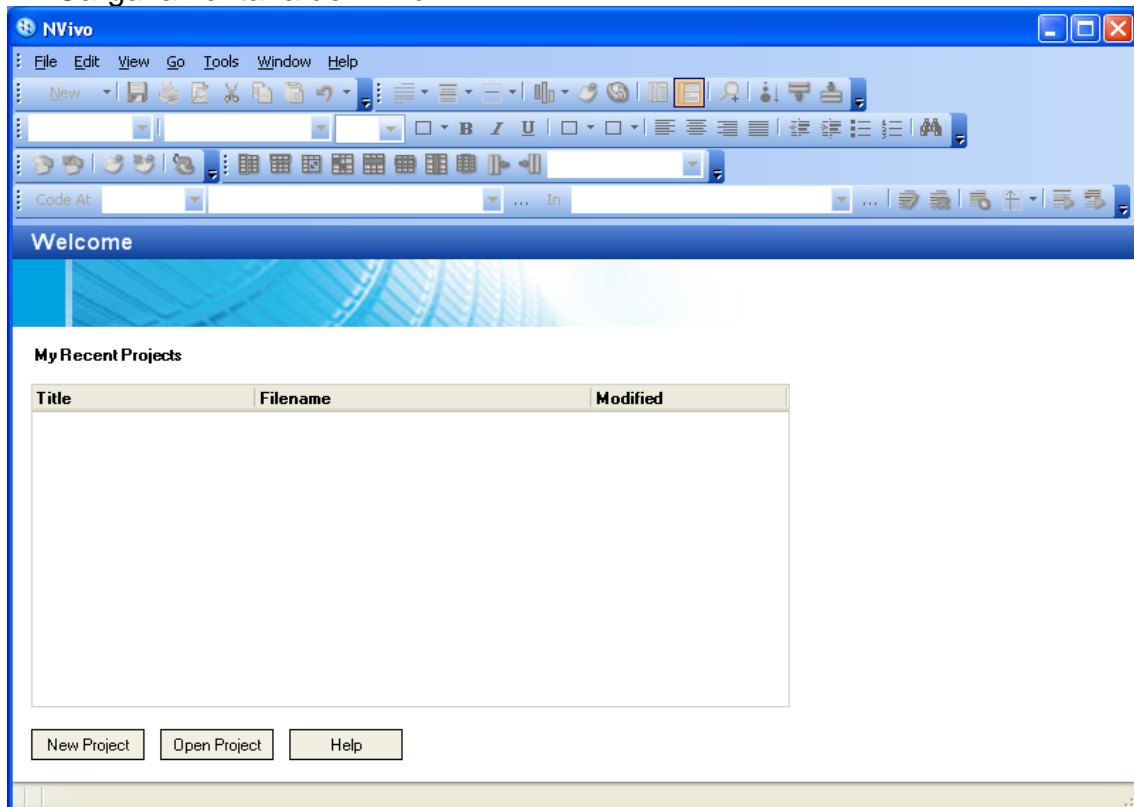 NVivo
File Edit View Go Tools Window Help
New
B I U
Code At ... In ...
Welcome
My Recent Projects
Title Filename Modified
New Project Open Project Help